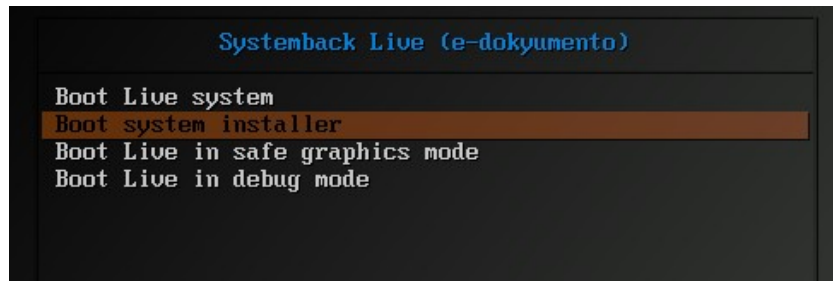 Systemback Live (e-dokyumento)
Boot Live system
Boot system installer
Boot Live in safe graphics mode
Boot Live in debug mode